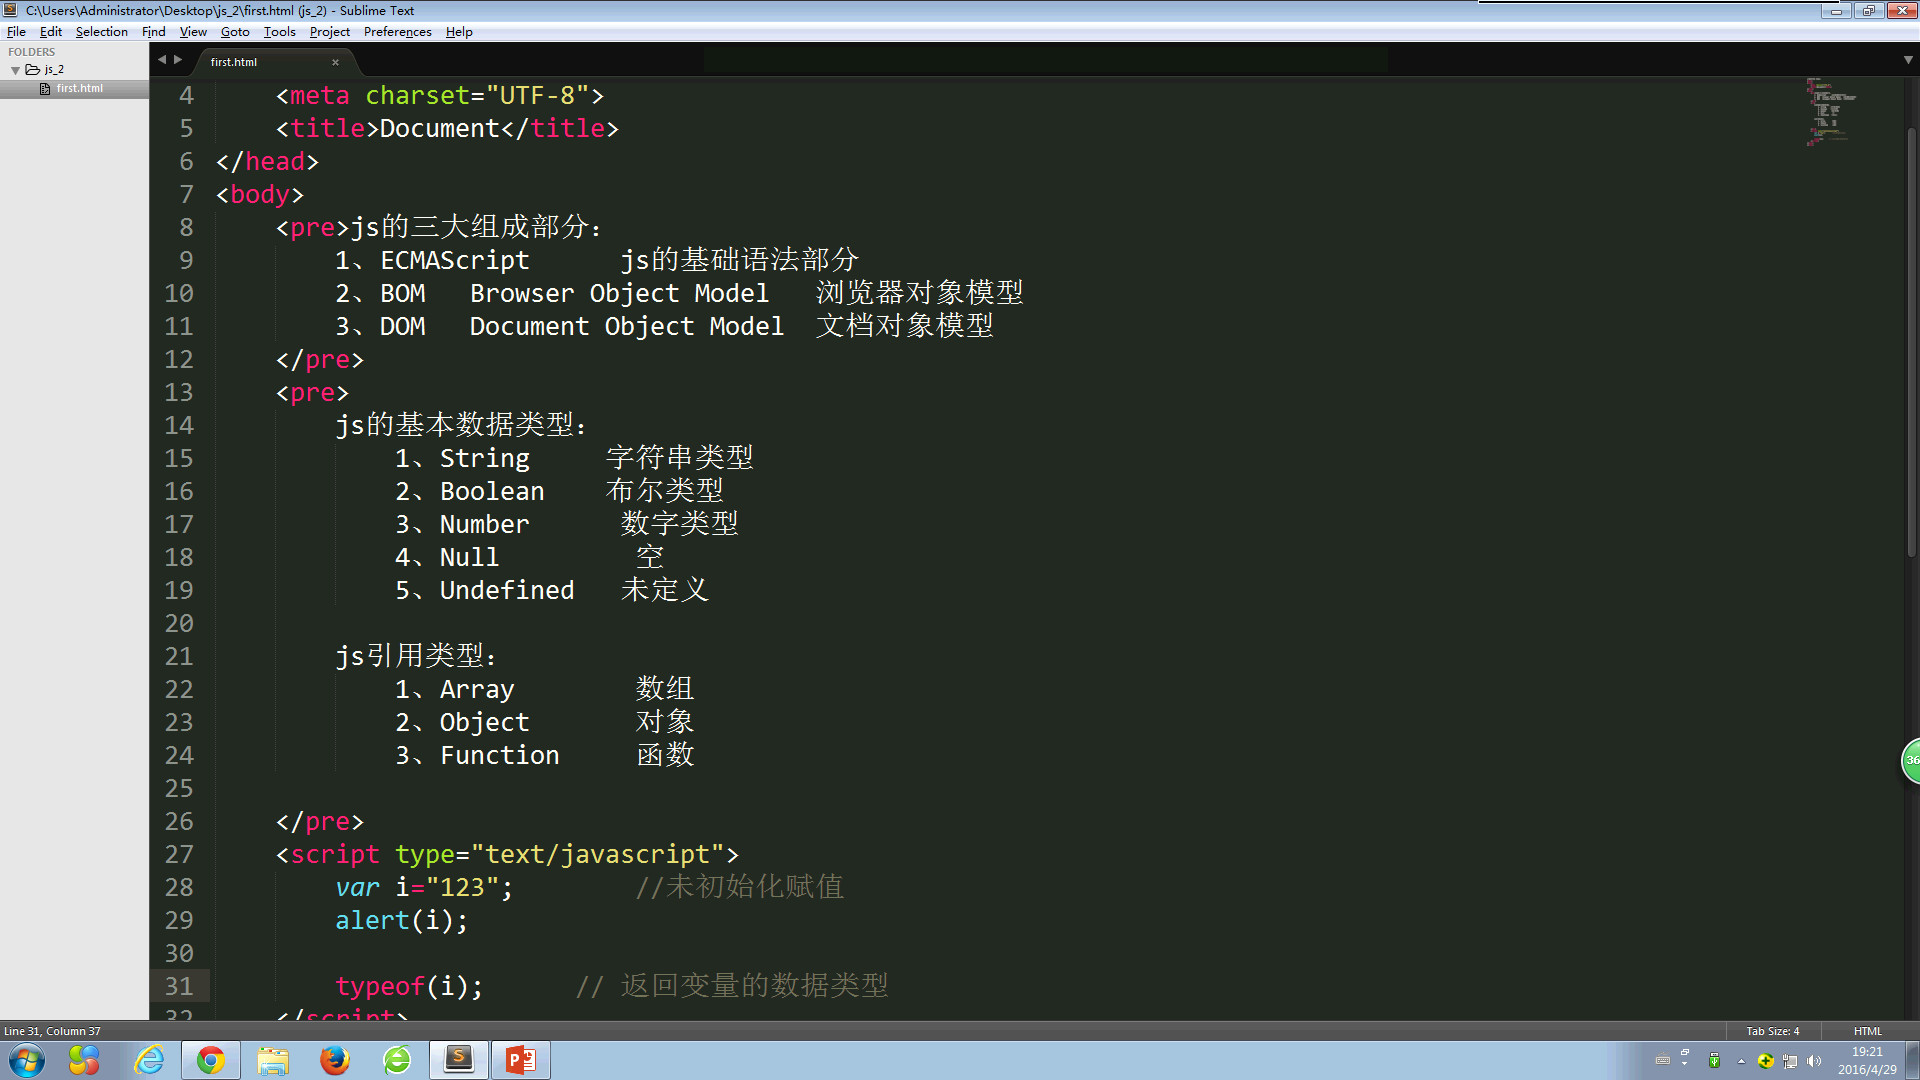 C:\Users\Administrator\Desktop\js_2\first.html (js_2) - Sublime Text
File Edit Selection Find View Goto Tools Project Preferences Help
FOLDERS
js_2
first.html
first.html
4 <meta charset="UTF-8">
5 <title>Document</title>
6 </head>
7 <body>
8 <pre>js的三大组成部分：
9 1、ECMAScript js的基础语法部分
10 2、BOM Browser Object Model 浏览器对象模型
11 3、DOM Document Object Model 文档对象模型
12 </pre>
13 <pre>
14 js的基本数据类型：
15 1、String 字符串类型
16 2、Boolean 布尔类型
17 3、Number 数字类型
18 4、Null 空
19 5、Undefined 未定义
20
21 js引用类型：
22 1、Array 数组
23 2、Object 对象
24 3、Function 函数
25
26 </pre>
27 <script type="text/javascript">
28 var i="123"; //未初始化赋值
29 alert(i);
30
31 typeof(i); // 返回变量的数据类型
32 </script>
36
Line 31, Column 37
Tab Size: 4
HTML
19:21
2016/4/29